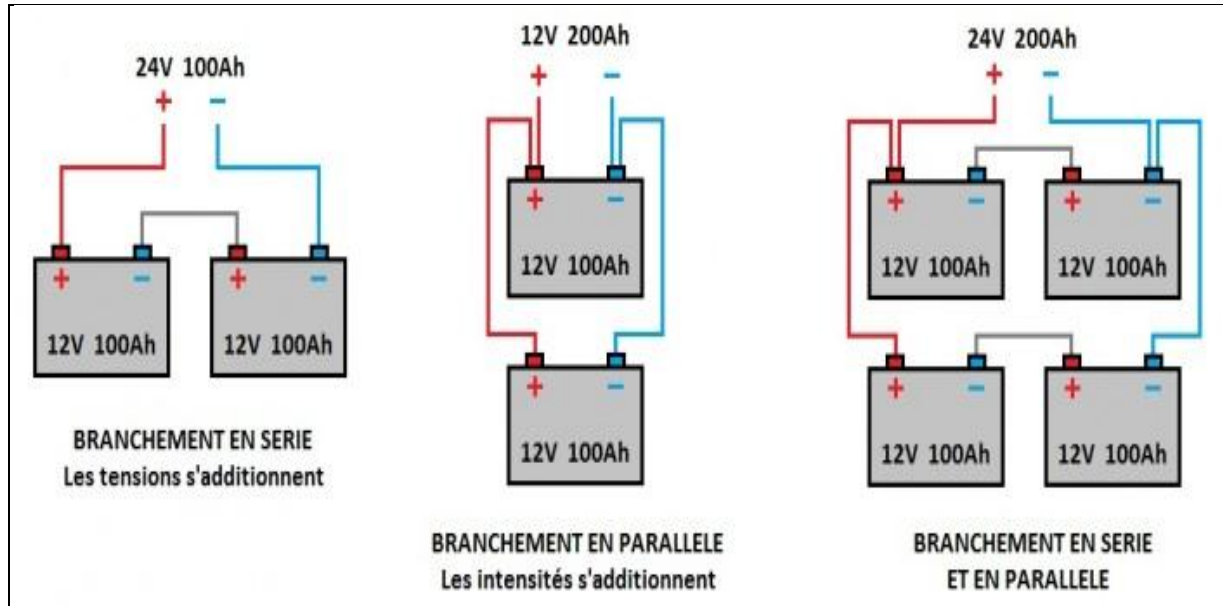 24V 100Ah
+ −
+ − + −
12V 100Ah 12V 100Ah
BRANCHEMENT EN SERIE
Les tensions s'additionnent
12V 200Ah
+ −
+ −
12V 100Ah
+ −
12V 100Ah
BRANCHEMENT EN PARALLELE
Les intensités s'additionnent
24V 200Ah
+ −
+ − + −
12V 100Ah 12V 100Ah
+ − + −
12V 100Ah 12V 100Ah
BRANCHEMENT EN SERIE
ET EN PARALLELE